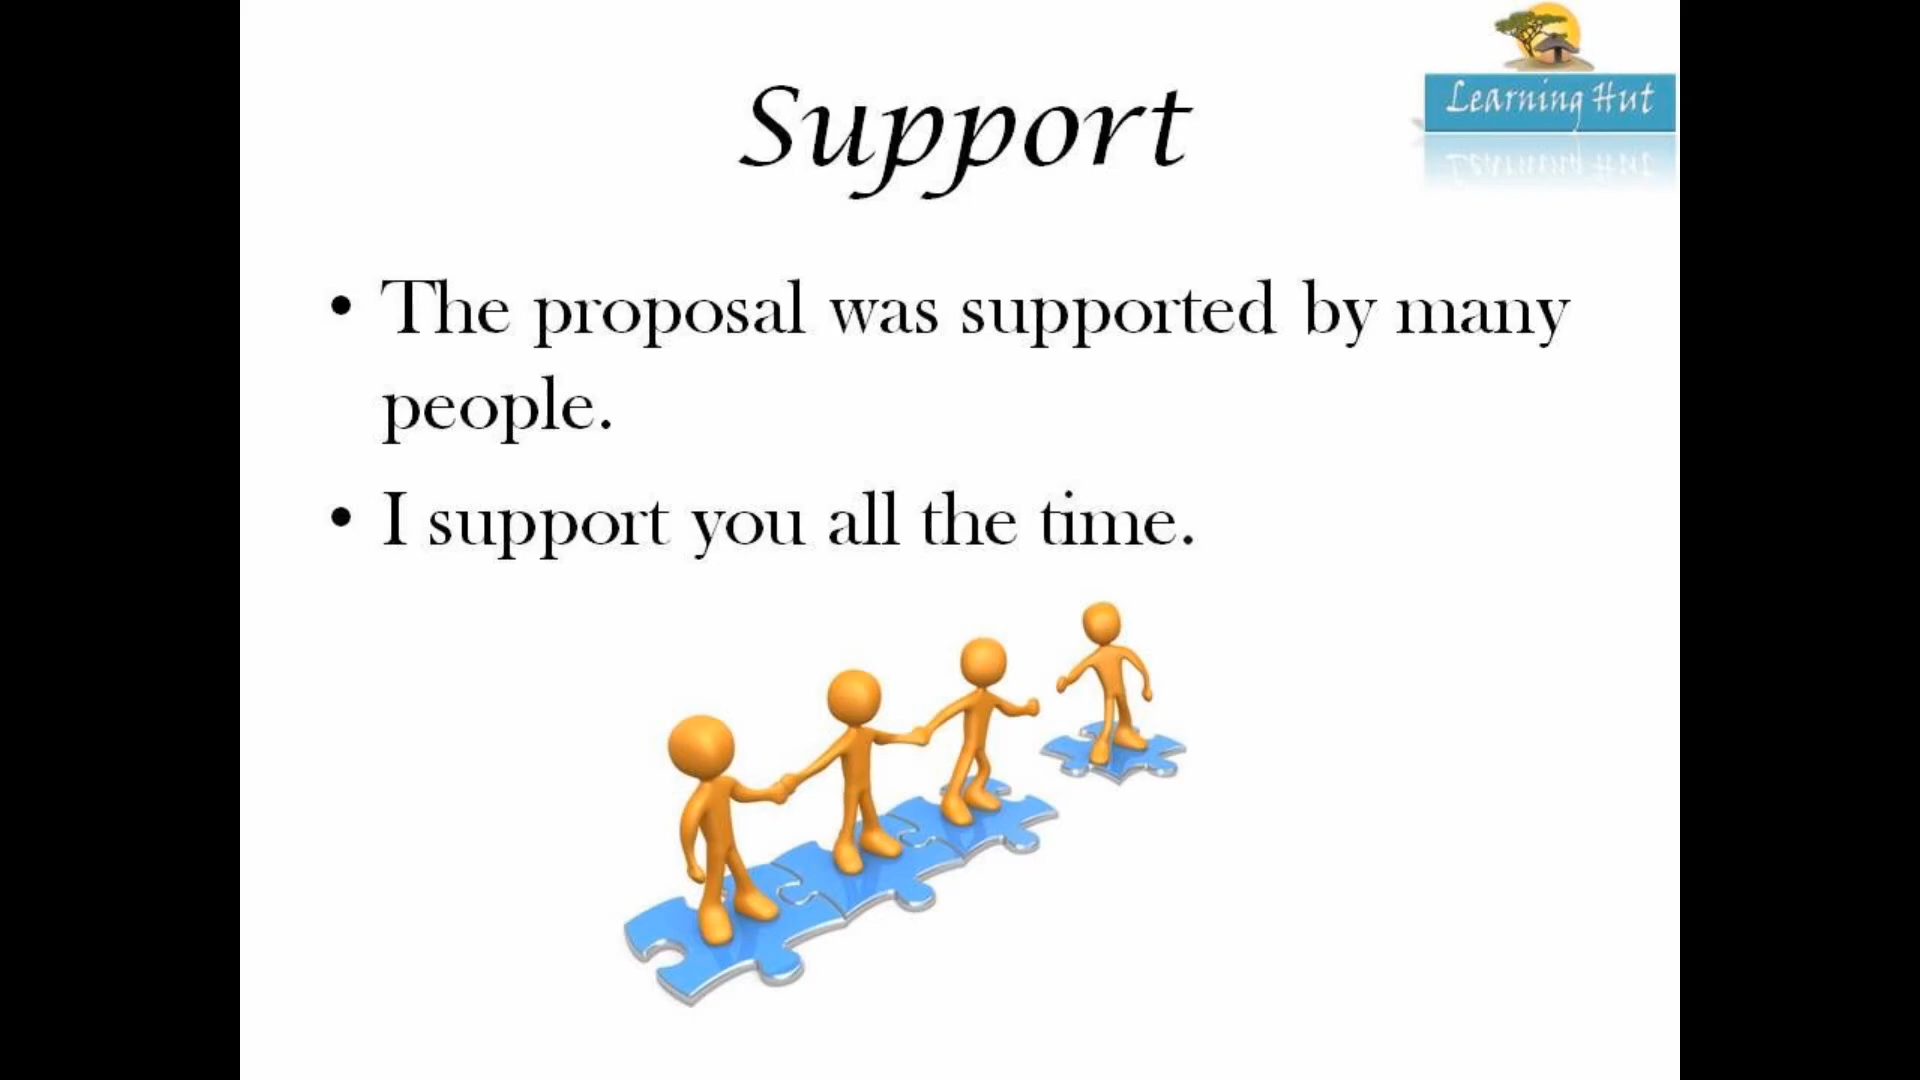 Support
Learning Hut
• The proposal was supported by many
people.
• I support you all the time.